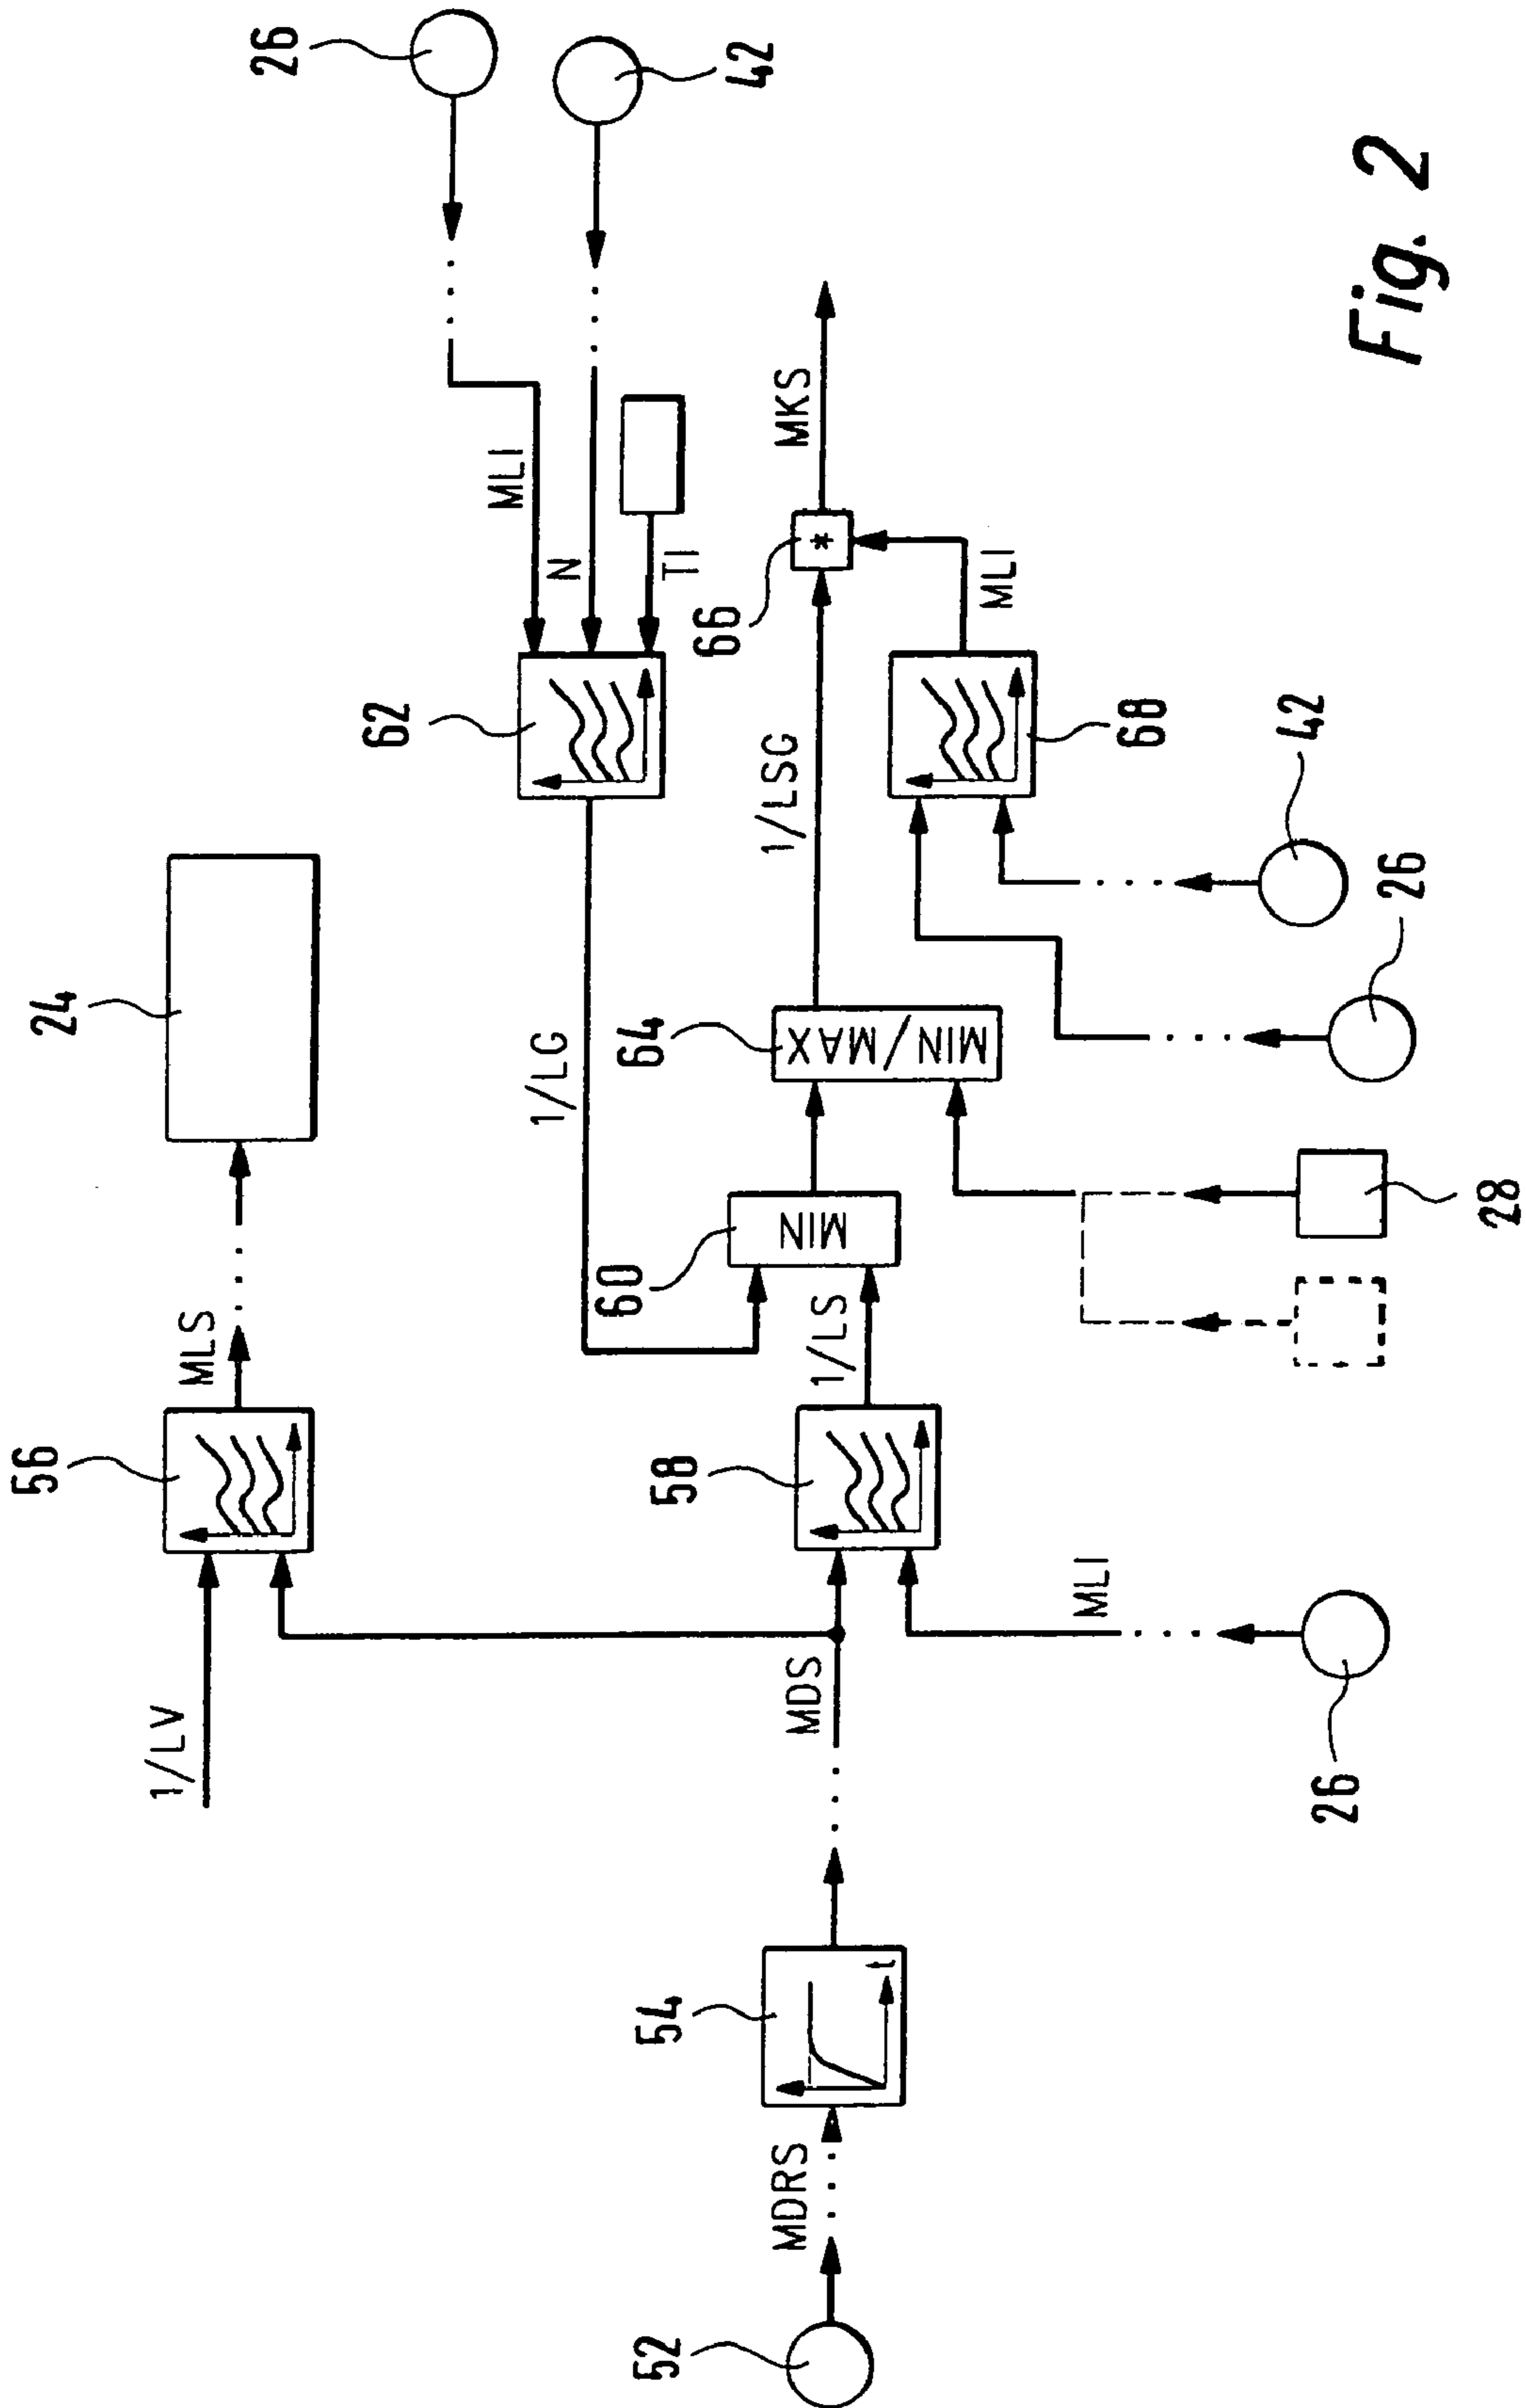 26
42
24
56
MLS
1/LV
62
MLI
N
TI
1/LG
66
MKS
*
1/LSG
64
MIN/MAX
60
MIN
1/LS
58
MDS
MLI
68
MLI
42
26
28
26
54
t
MDRS
52
Fig. 2